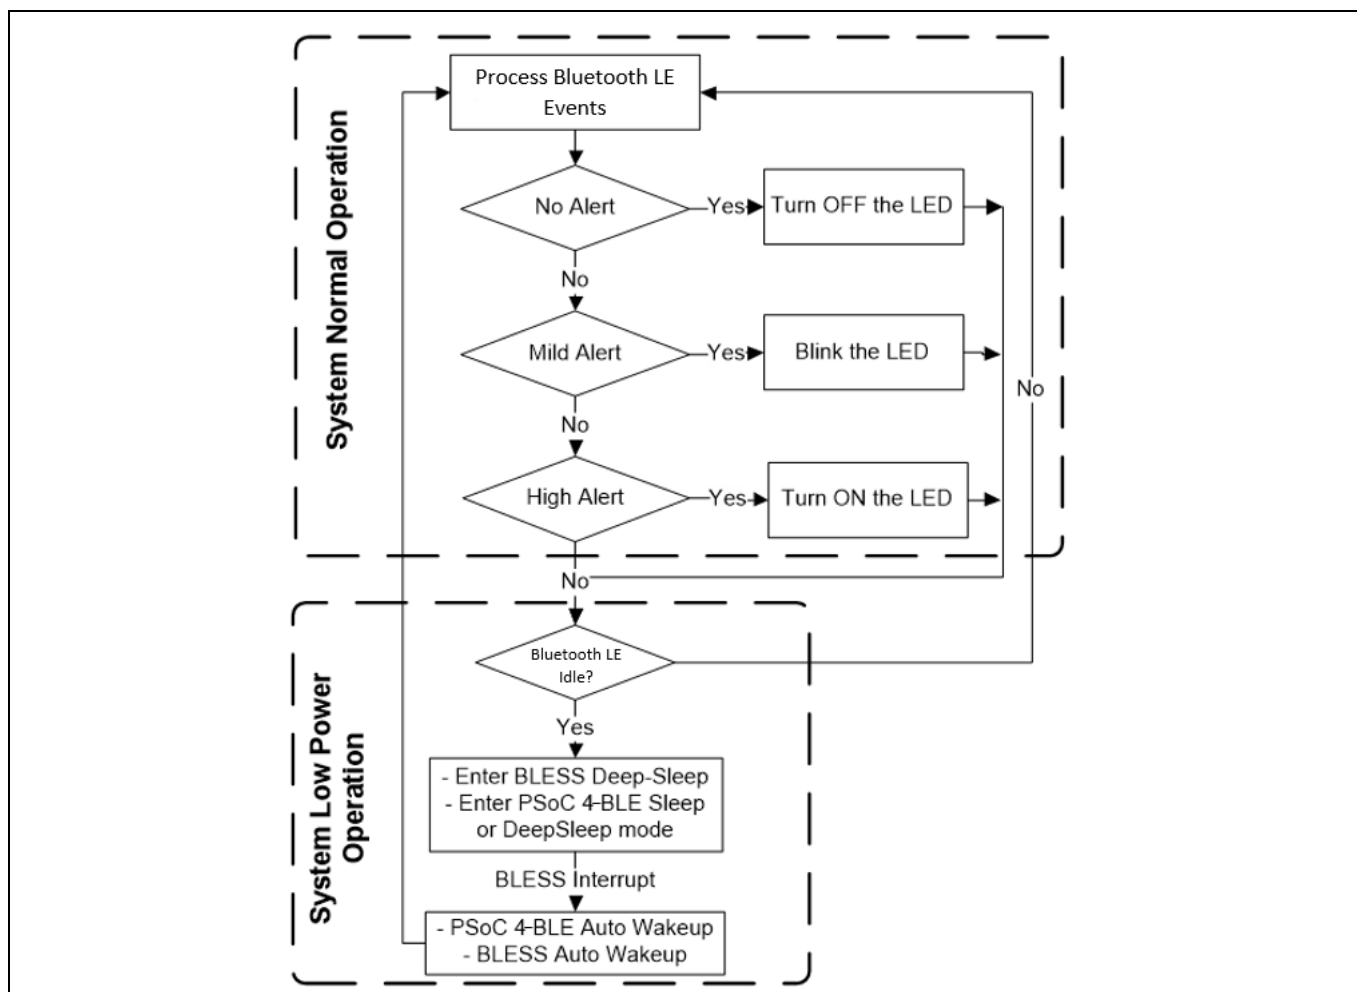 Process Bluetooth LE
Events
System Normal Operation
No Alert
Yes
Turn OFF the LED
No
Mild Alert
Yes
Blink the LED
No
No
High Alert
Yes
Turn ON the LED
No
System Low Power
Operation
Bluetooth LE
Idle?
Yes
- Enter BLESS Deep-Sleep
- Enter PSoC 4-BLE Sleep
or DeepSleep mode
BLESS Interrupt
- PSoC 4-BLE Auto Wakeup
- BLESS Auto Wakeup